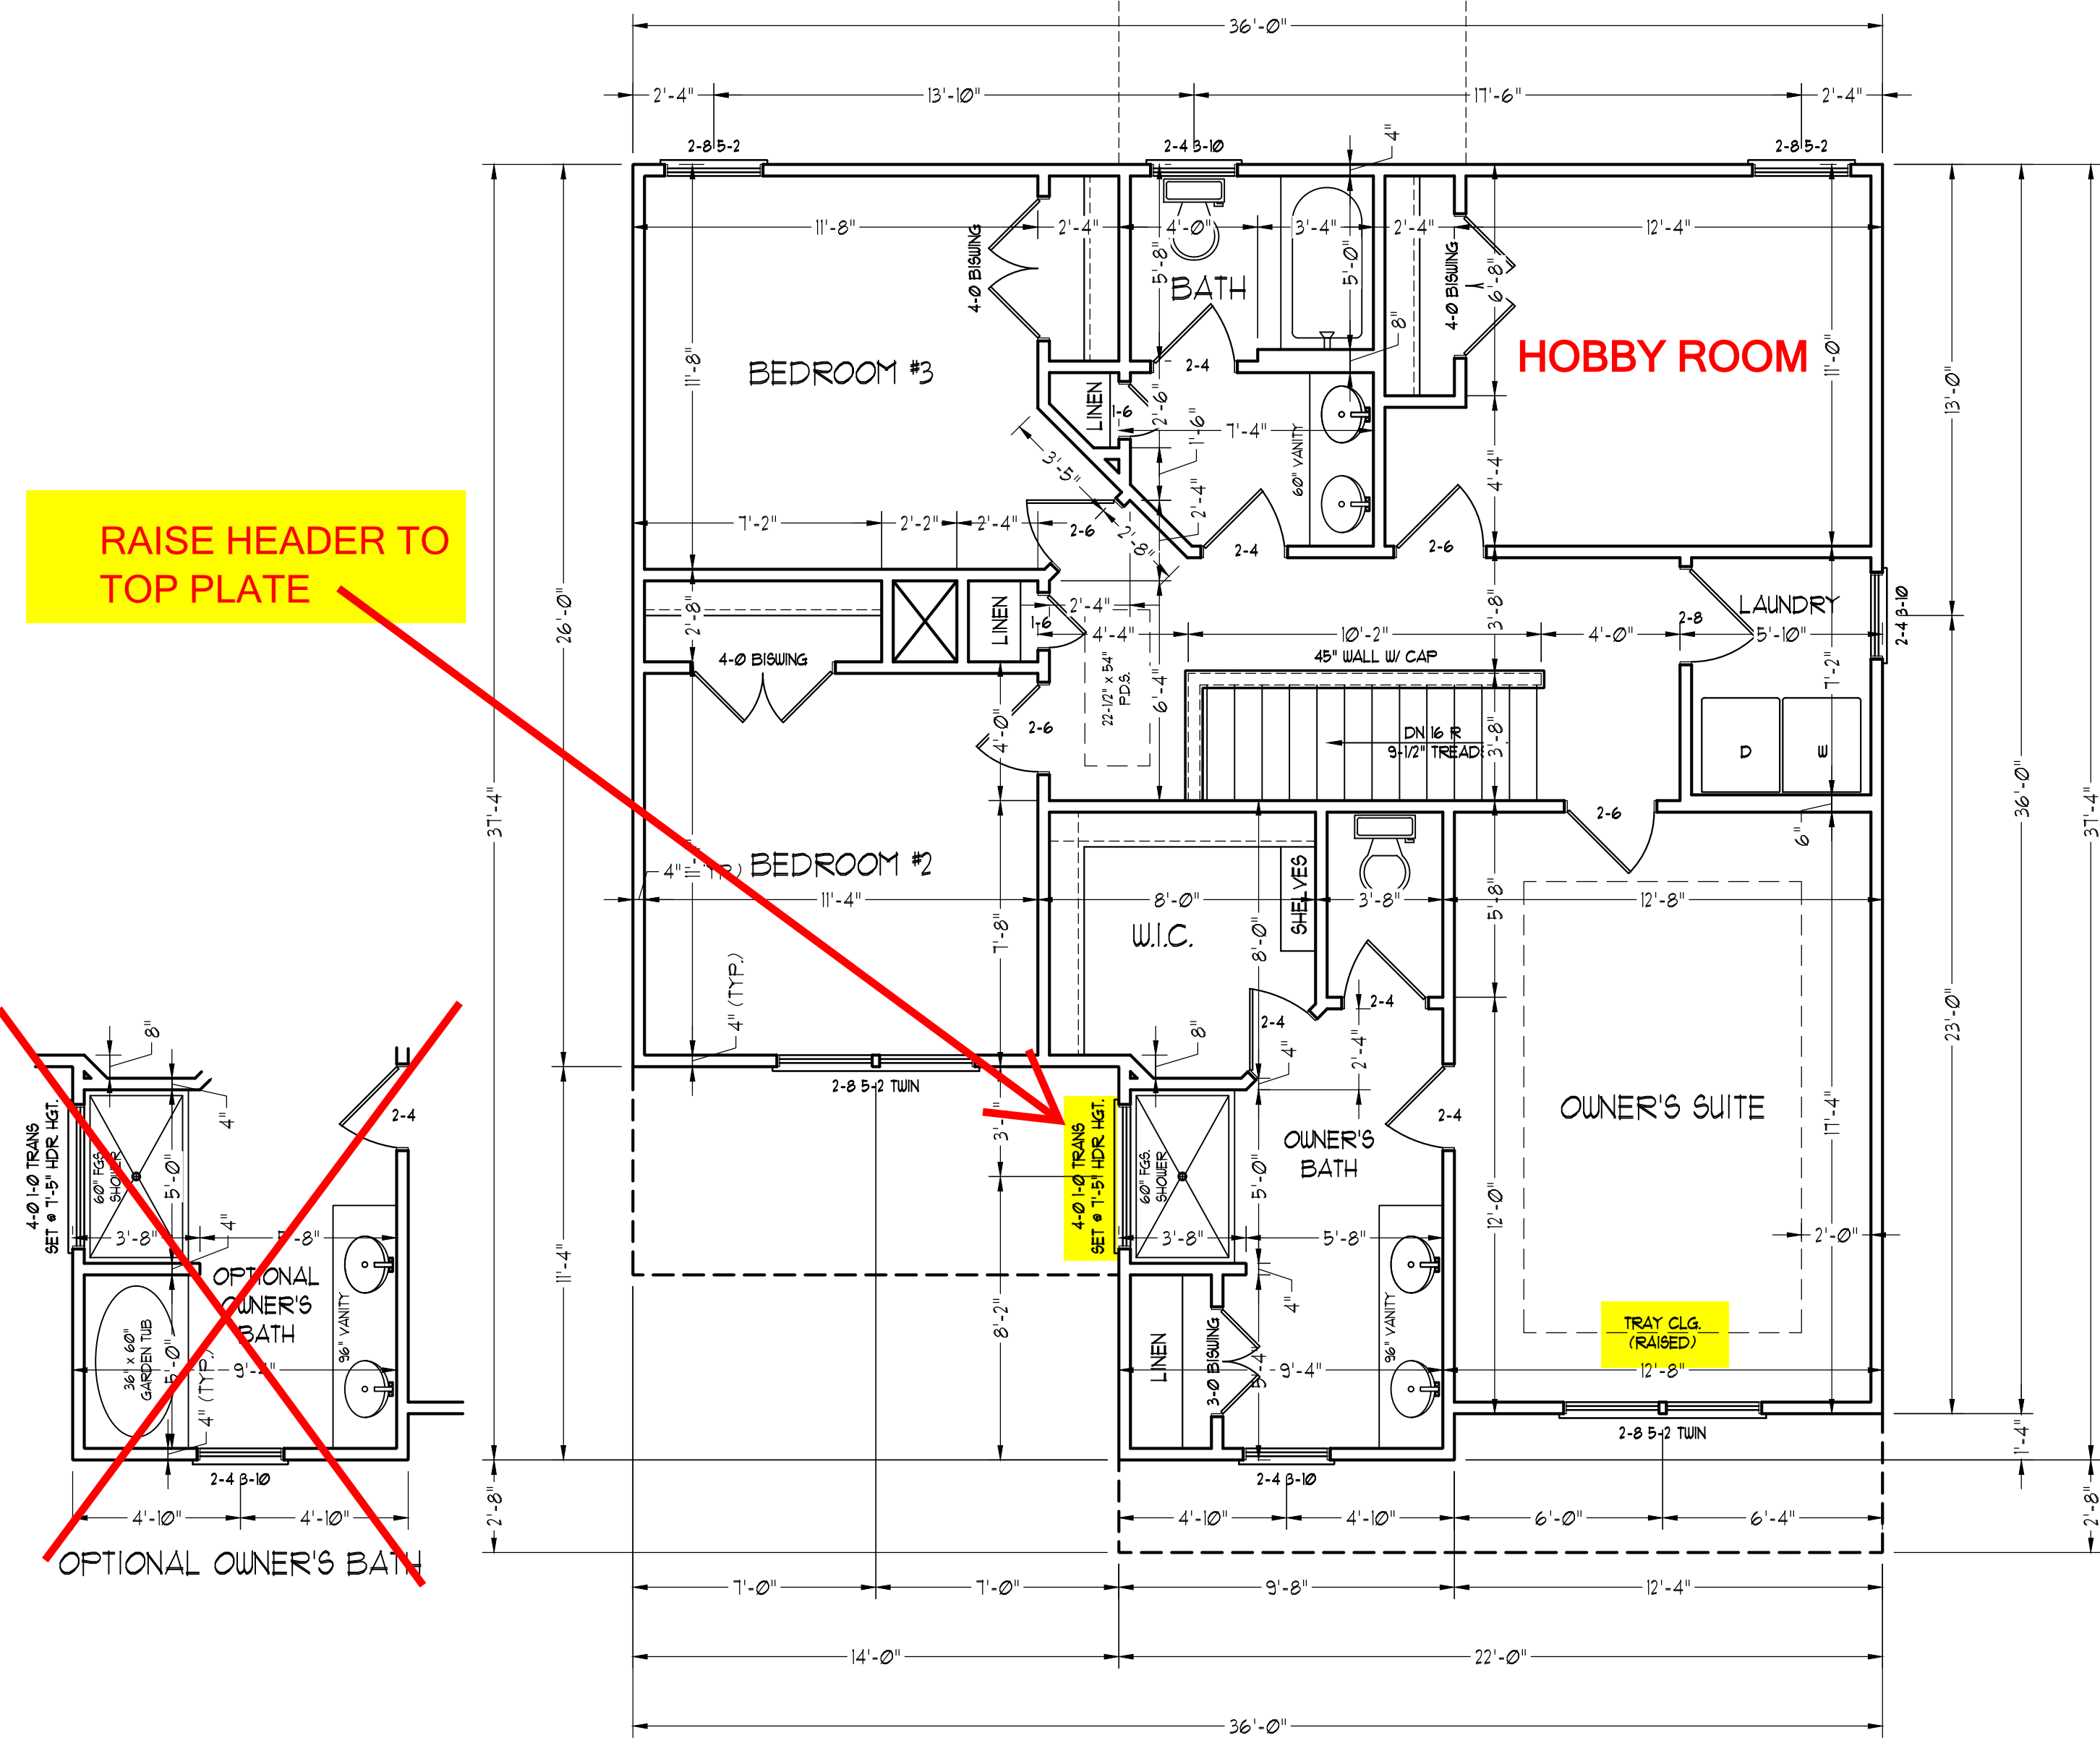 36'-0"
2'-4"
13'-10"
17'-6"
2'-4"
2-8 5-2
2-4 3-10
4"
2-8 5-2
11'-8"
2'-4"
4'-0"
3'-4"
2'-4"
12'-4"
4-0 BISWING
5'-8"
5'-0"
4-0 BISWING
6'-8"
BATH
8"
HOBBY ROOM
11'-8"
BEDROOM #3
2-4
11'-0"
13'-0"
LINEN
1-6
2'-6"
7'-4"
1'-6"
60" VANITY
3'-5"
4'-4"
2'-4"
RAISE HEADER TO
TOP PLATE
7'-2"
2'-2"
2'-4"
2-6
2'-8"
2-4
2-6
26'-0"
2'-8"
LINEN
1-6
2'-4"
4'-4"
10'-2"
3'-8"
4'-0"
2-8
LAUNDRY
5'-10"
2-4 3-10
4-0 BISWING
45" WALL W/ CAP
22-1/2" x 54"
P.D.S.
6'-4"
7'-2"
4'-0"
2-6
DN 16 R
9-1/2" TREAD
3'-8"
D
W
37'-4"
36'-0"
37'-4"
2-6
6"
4"
BEDROOM #2
11'-4"
8'-0"
SHELVES
3'-8"
5'-8"
12'-8"
W.I.C.
7'-8"
8'-0"
4" (TYP.)
2-4
2-4
8"
4"
2'-4"
23'-0"
2-8 5-2 TWIN
4-0 1-0 TRANS
SET @ 7'-5" HDR. HGT.
60" FGS.
SHOWER
OWNER'S
BATH
2-4
OWNER'S SUITE
17'-4"
5'-0"
12'-0"
3'-8"
5'-8"
2'-0"
4"
11'-4"
8'-2"
LINEN
3-0 BISWING
9'-4"
96" VANITY
TRAY CLG.
(RAISED)
12'-8"
2-8 5-2 TWIN
1'-4"
2-4 3-10
2'-8"
4'-10"
4'-10"
6'-0"
6'-4"
2'-8"
8"
4"
2-4
4-0 1-0 TRANS
SET @ 7'-5" HDR. HGT.
60" FGS.
SHOWER
5'-0"
4"
3'-8"
OPTIONAL
OWNER'S
BATH
36" x 60"
GARDEN TUB
5'-0"
4" (TYP.)
96" VANITY
2-4 3-10
4'-10"
4'-10"
OPTIONAL OWNER'S BATH
7'-0"
7'-0"
9'-8"
12'-4"
14'-0"
22'-0"
36'-0"